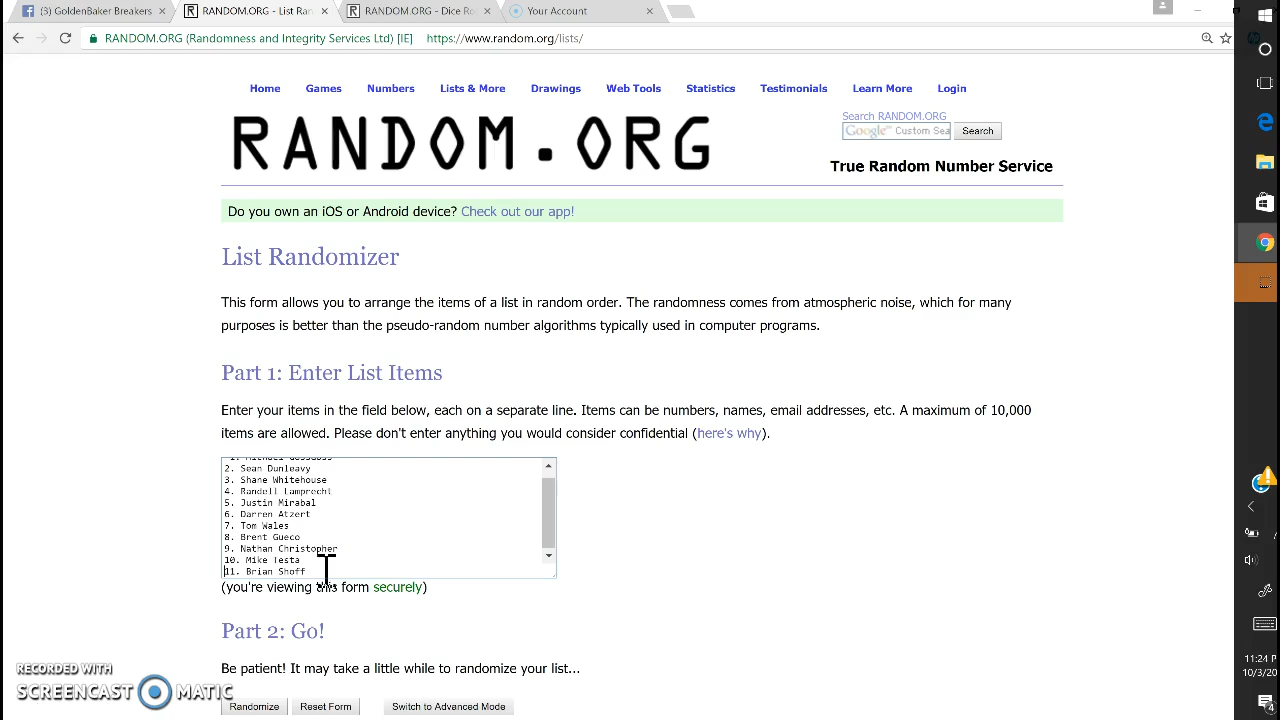 (3) GoldenBaker Breakers
RANDOM.ORG - List Ran
RANDOM.ORG - Dice Ro
Your Account
RANDOM.ORG (Randomness and Integrity Services Ltd) [IE]
https://www.random.org/lists/
Home Games Numbers Lists & More Drawings Web Tools Statistics Testimonials Learn More Login
RANDOM.ORG
Search RANDOM.ORG
Google™ Custom Sea
Search
True Random Number Service
Do you own an iOS or Android device? Check out our app!
List Randomizer
This form allows you to arrange the items of a list in random order. The randomness comes from atmospheric noise, which for many
purposes is better than the pseudo-random number algorithms typically used in computer programs.
Part 1: Enter List Items
Enter your items in the field below, each on a separate line. Items can be numbers, names, email addresses, etc. A maximum of 10,000
items are allowed. Please don't enter anything you would consider confidential (here's why).
2. Sean Dunleavy
3. Shane Whitehouse
4. Randell Lamprecht
5. Justin Mirabal
6. Darren Atzert
7. Tom Wales
8. Brent Gueco
9. Nathan Christopher
10. Mike Testa
11. Brian Shoff
(you're viewing this form securely)
Part 2: Go!
Be patient! It may take a little while to randomize your list...
Randomize
Reset Form
Switch to Advanced Mode
RECORDED WITH
SCREENCAST MATIC
11:24 P
10/3/20